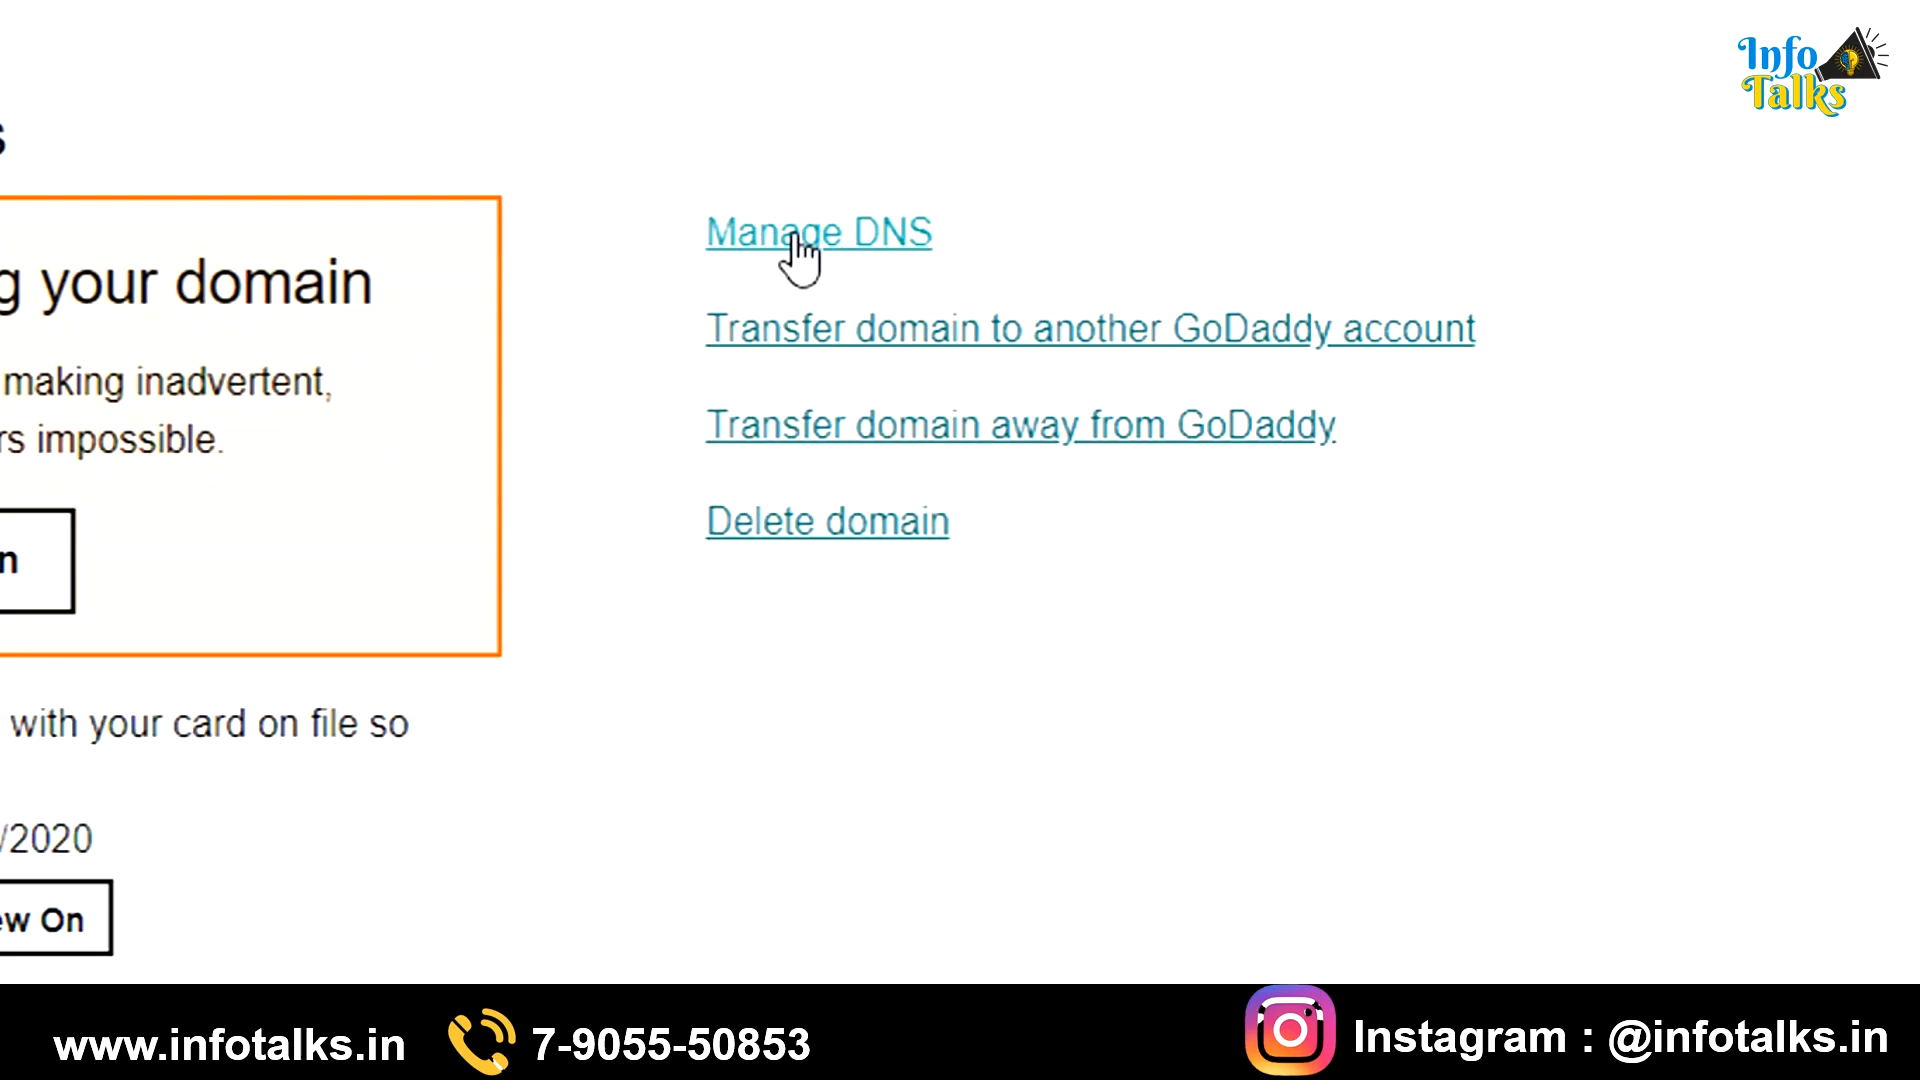 Info
Talks
s
g your domain
making inadvertent,
rs impossible.
n
with your card on file so
/2020
ew On
Manage DNS
Transfer domain to another GoDaddy account
Transfer domain away from GoDaddy
Delete domain
www.infotalks.in
7-9055-50853
Instagram : @infotalks.in